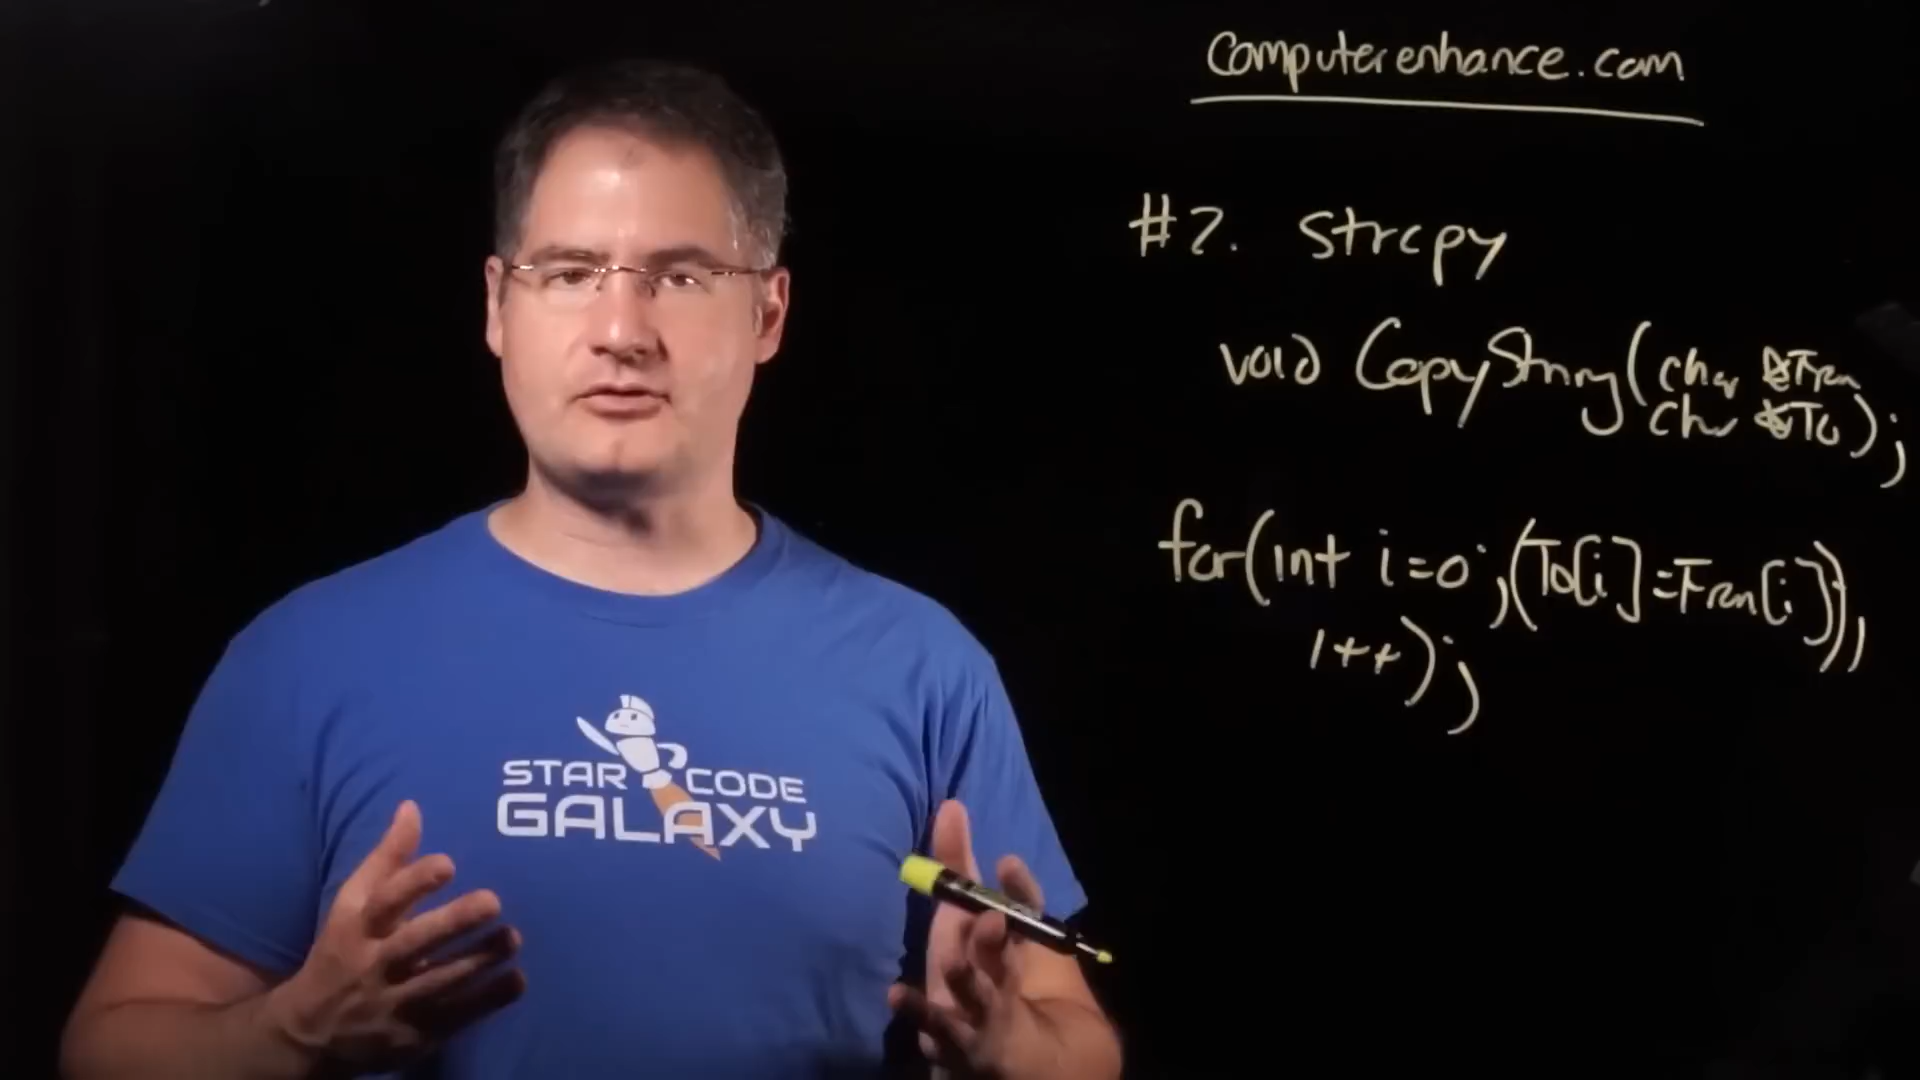 computerenhance.com
#2. strcpy
void CopyString(char *From
char *To);
for(int i=0;(To[i]=From[i]);
i++);
STAR CODE
GALAXY